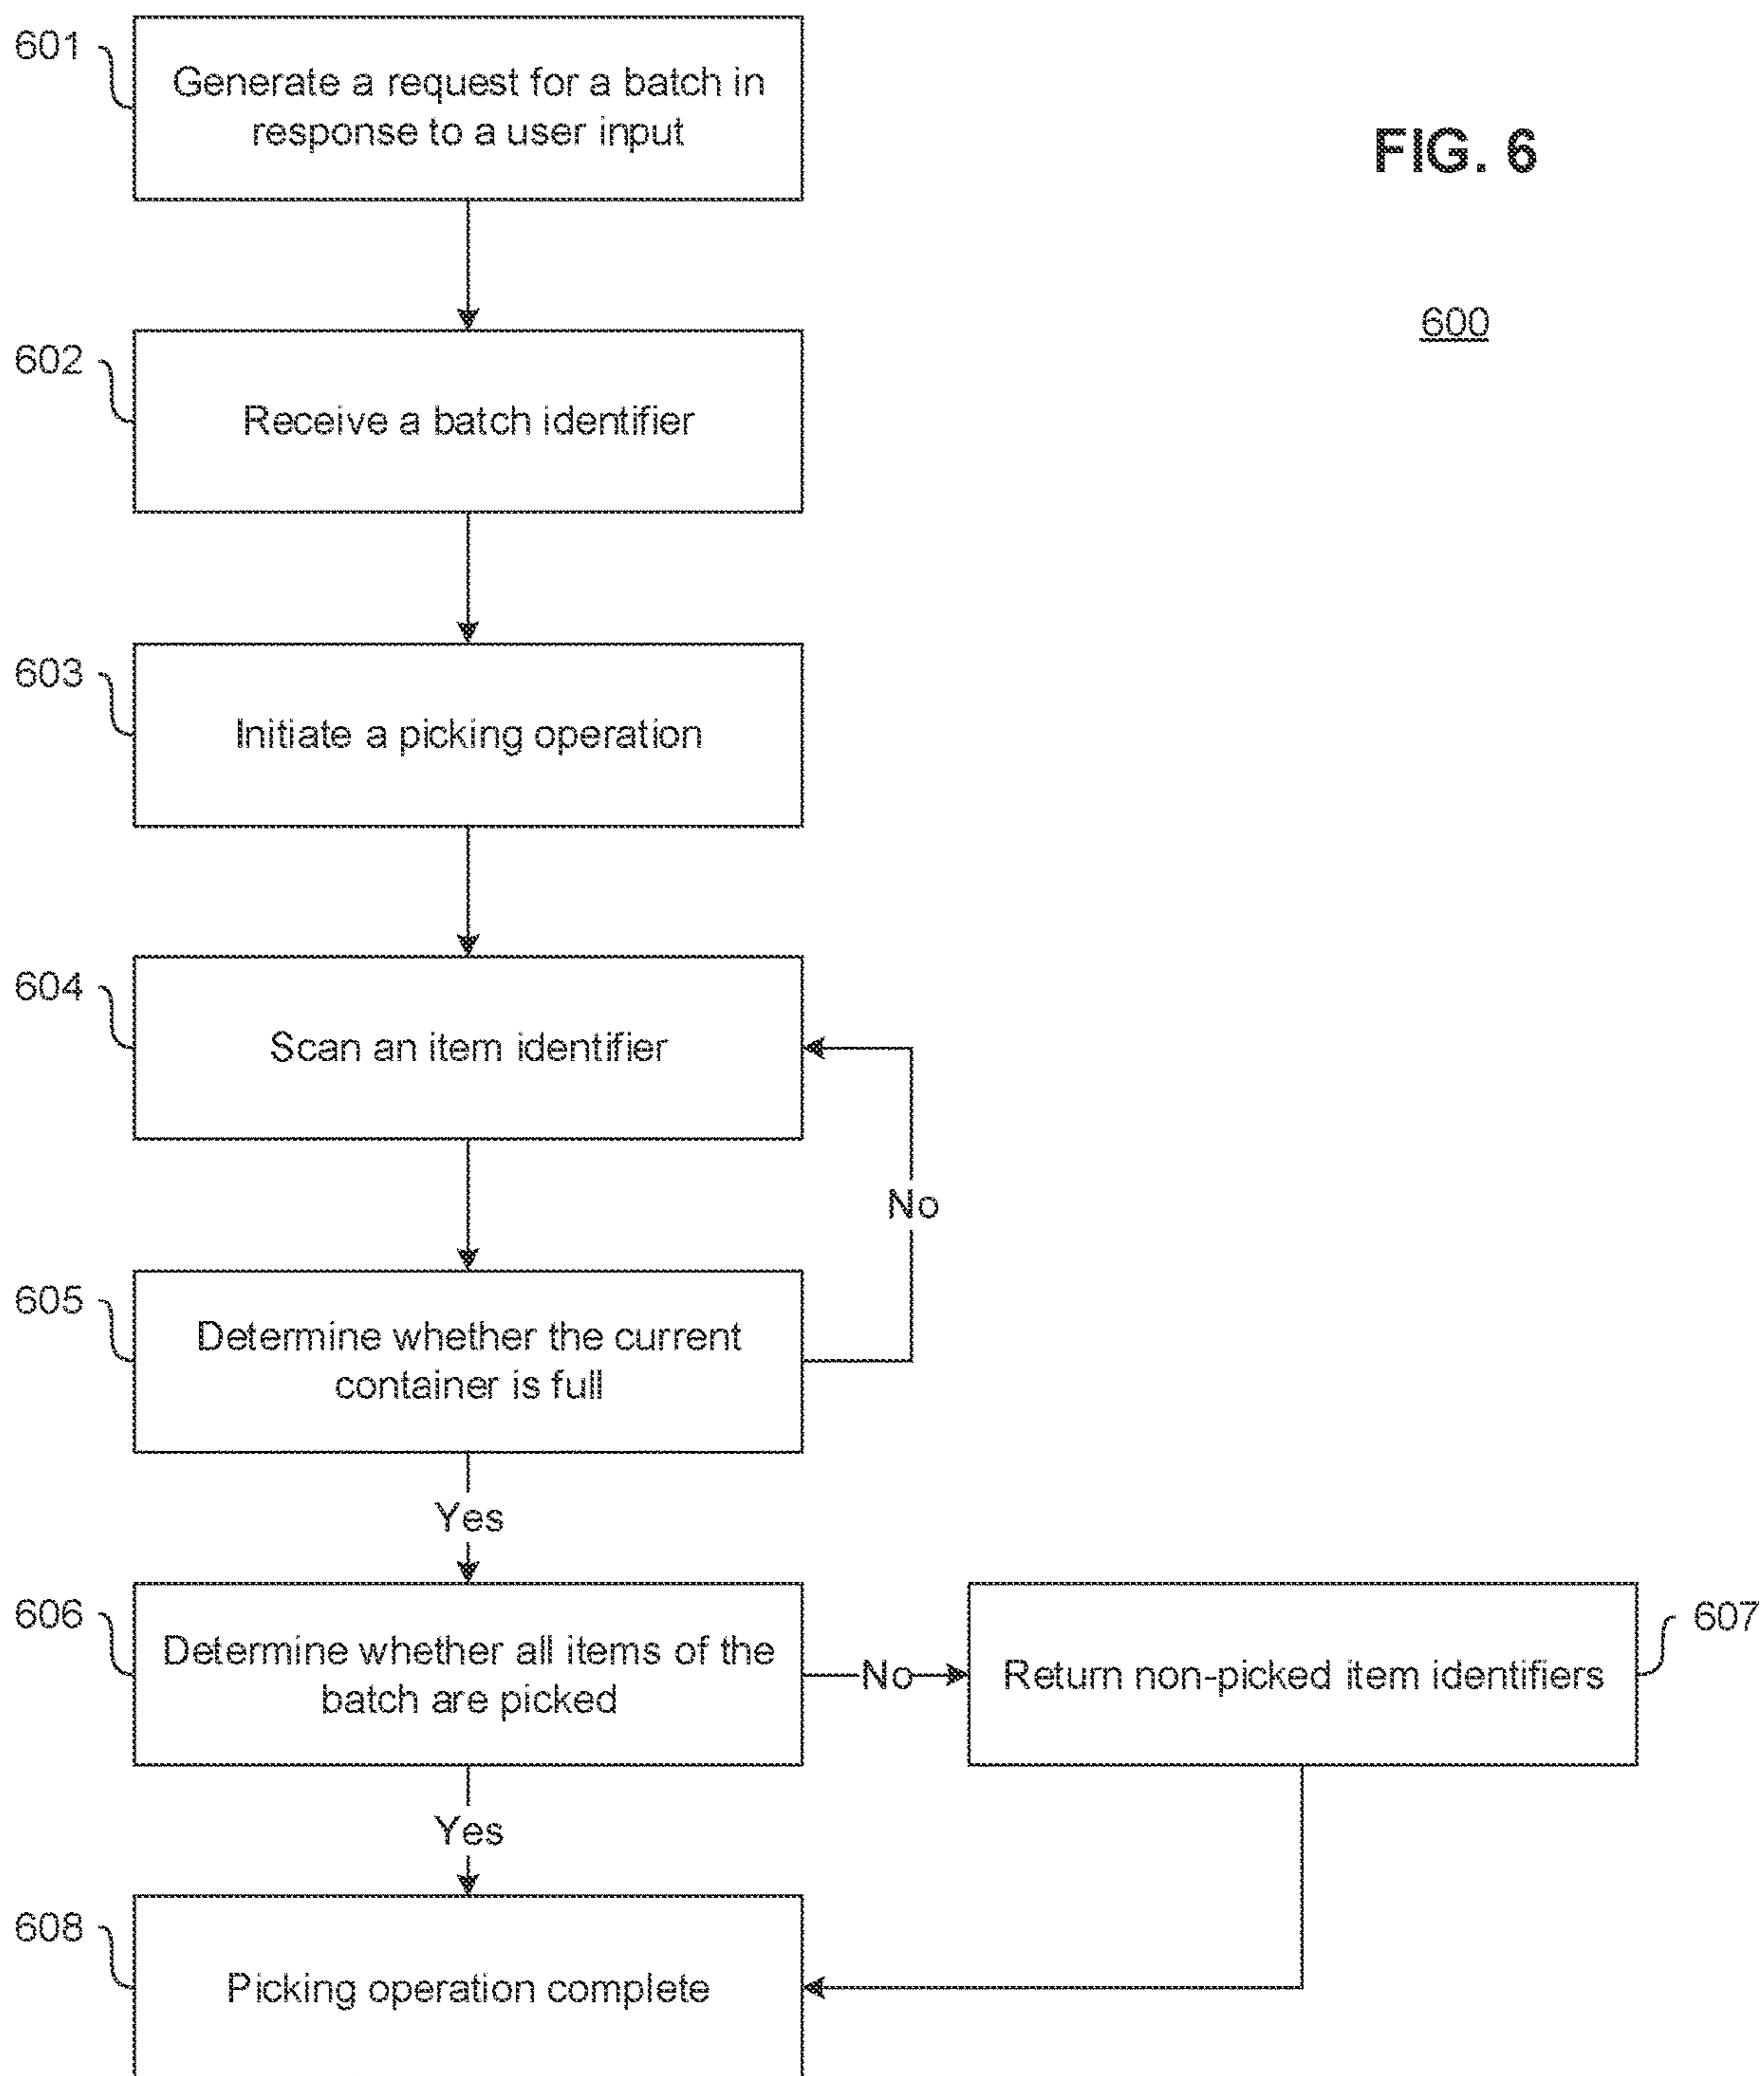 601
Generate a request for a batch in
response to a user input
FIG. 6
600
602
Receive a batch identifier
603
Initiate a picking operation
604
Scan an item identifier
No
605
Determine whether the current
container is full
Yes
606
Determine whether all items of the
batch are picked
No
607
Return non-picked item identifiers
Yes
608
Picking operation complete